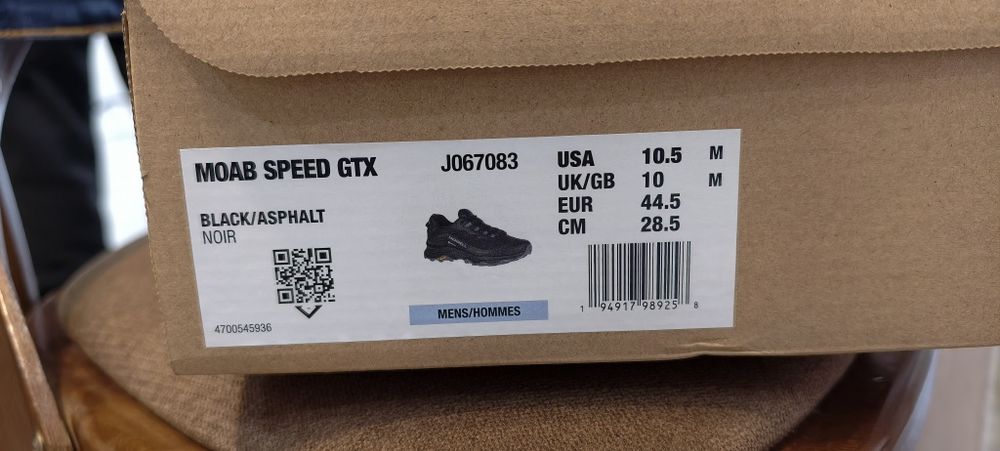 MOAB SPEED GTX
J067083
USA 10.5 M
UK/GB 10 M
EUR 44.5
CM 28.5
BLACK/ASPHALT
NOIR
MERRELL
MENS/HOMMES
4700545936
1 94917 98925 8